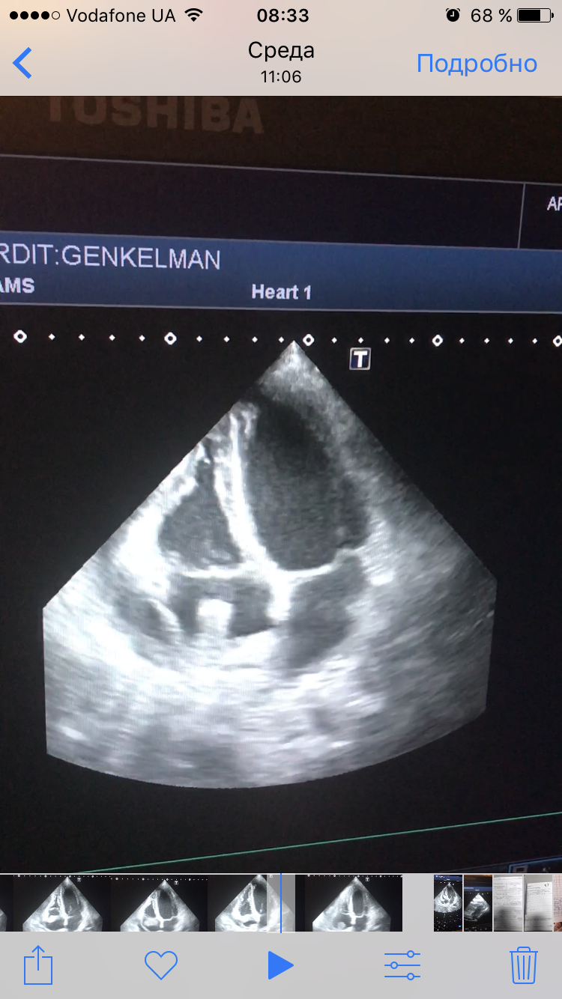 Vodafone UA 08:33 68 %
Среда
11:06
Подробно
TOSHIBA
RDIT:GENKELMAN
AMS Heart 1
T